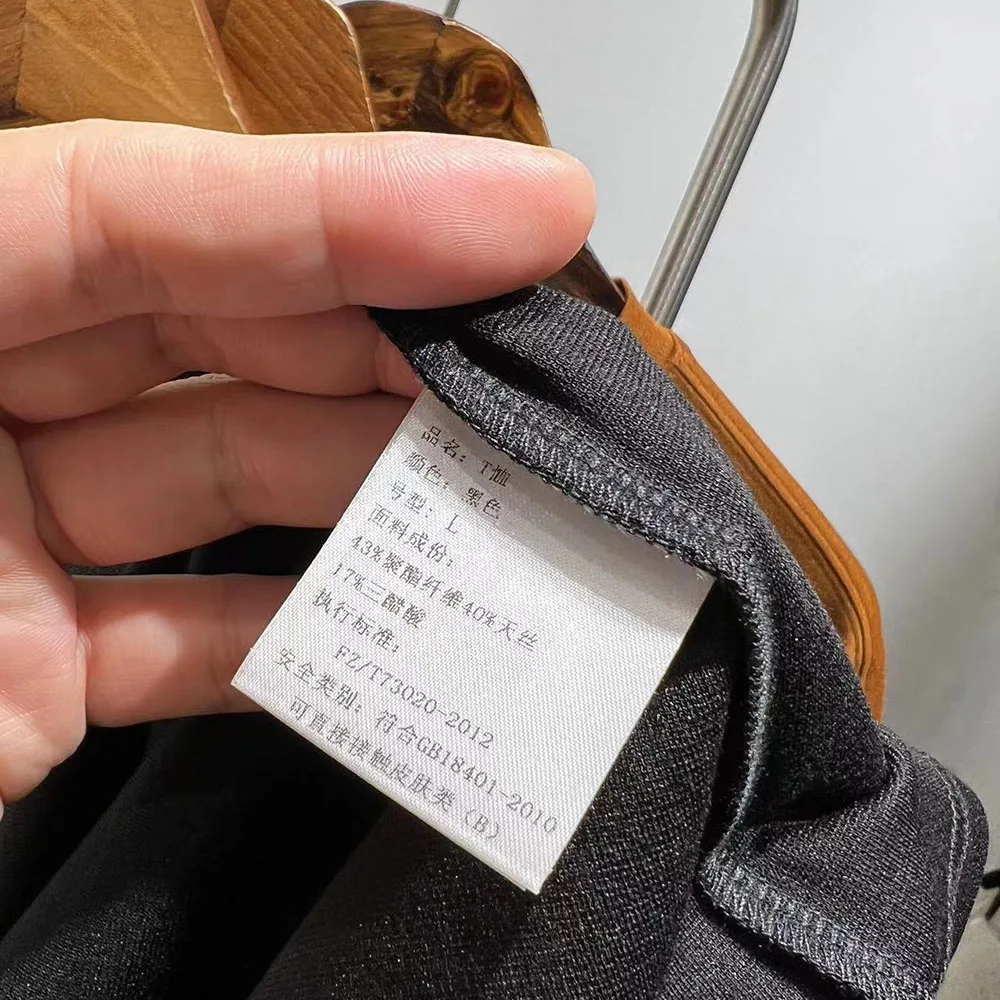 品名：T恤
颜色：黑色
号型：L
面料成份：
43%聚酯纤维40%天丝
17%三醋酸
执行标准：
FZ/T73020-2012
安全类别：符合GB18401-2010
可直接接触皮肤类（B）